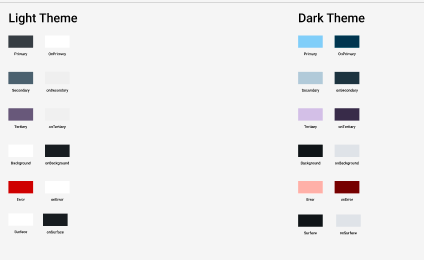 Light Theme
Dark Theme
Primary
OnPrimary
Primary
OnPrimary
Secondary
onSecondary
Secondary
onSecondary
Tertiary
onTertiary
Tertiary
onTertiary
Background
onBackground
Background
onBackground
Error
onError
Error
onError
Surface
onSurface
Surface
onSurface